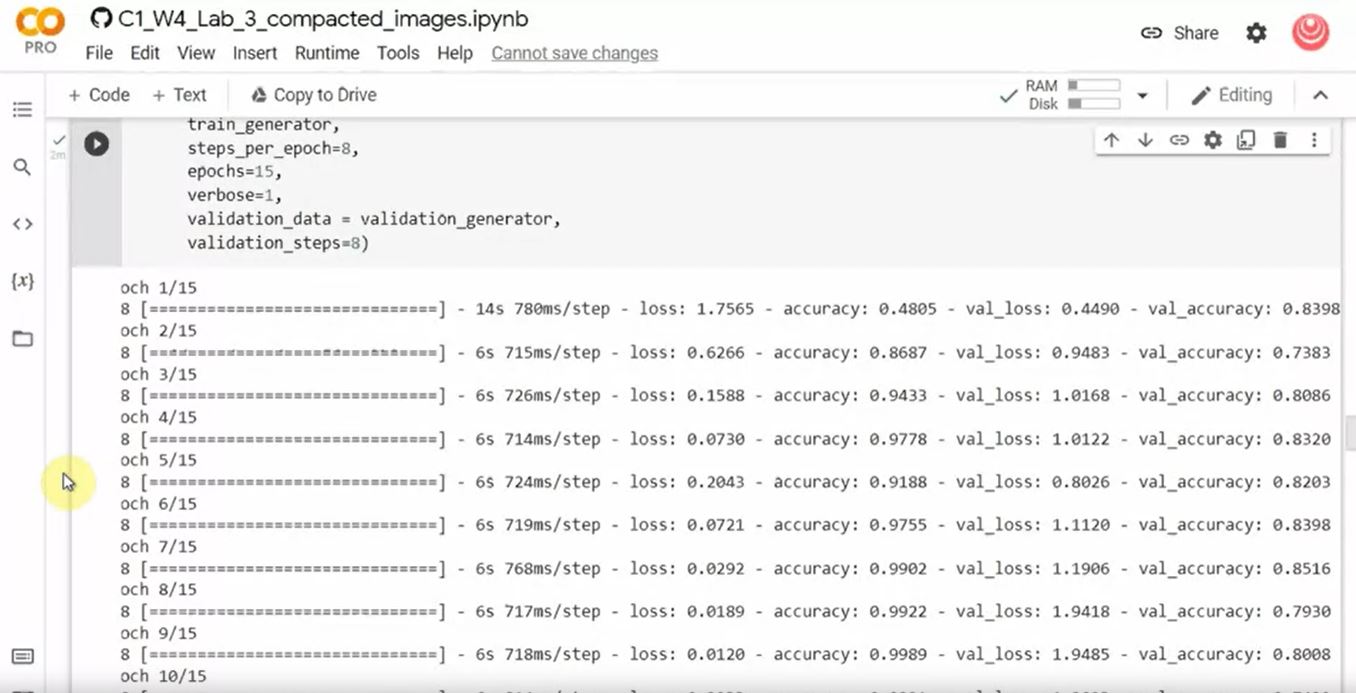 C1_W4_Lab_3_compacted_images.ipynb
PRO
File Edit View Insert Runtime Tools Help Cannot save changes
Share
+ Code + Text Copy to Drive
RAM
Disk
Editing
2m
train_generator,
steps_per_epoch=8,
epochs=15,
verbose=1,
validation_data = validation_generator,
validation_steps=8)
{x}
och 1/15
8 [==============================] - 14s 780ms/step - loss: 1.7565 - accuracy: 0.4805 - val_loss: 0.4490 - val_accuracy: 0.8398
och 2/15
8 [==============================] - 6s 715ms/step - loss: 0.6266 - accuracy: 0.8687 - val_loss: 0.9483 - val_accuracy: 0.7383
och 3/15
8 [==============================] - 6s 726ms/step - loss: 0.1588 - accuracy: 0.9433 - val_loss: 1.0168 - val_accuracy: 0.8086
och 4/15
8 [==============================] - 6s 714ms/step - loss: 0.0730 - accuracy: 0.9778 - val_loss: 1.0122 - val_accuracy: 0.8320
och 5/15
8 [==============================] - 6s 724ms/step - loss: 0.2043 - accuracy: 0.9188 - val_loss: 0.8026 - val_accuracy: 0.8203
och 6/15
8 [==============================] - 6s 719ms/step - loss: 0.0721 - accuracy: 0.9755 - val_loss: 1.1120 - val_accuracy: 0.8398
och 7/15
8 [==============================] - 6s 768ms/step - loss: 0.0292 - accuracy: 0.9902 - val_loss: 1.1906 - val_accuracy: 0.8516
och 8/15
8 [==============================] - 6s 717ms/step - loss: 0.0189 - accuracy: 0.9922 - val_loss: 1.9418 - val_accuracy: 0.7930
och 9/15
8 [==============================] - 6s 718ms/step - loss: 0.0120 - accuracy: 0.9989 - val_loss: 1.9485 - val_accuracy: 0.8008
och 10/15